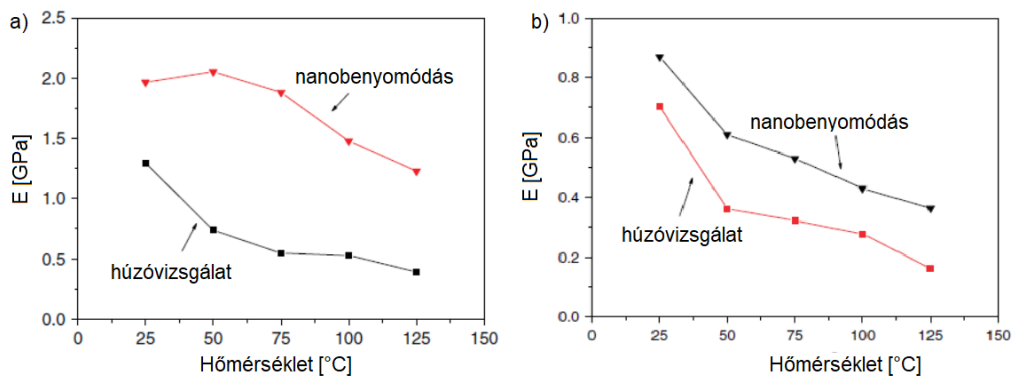 a)
2.5
2.0
1.5
1.0
0.5
0.0
E [GPa]
nanobenyomódás
húzóvizsgálat
0 25 50 75 100 125 150
Hőmérséklet [°C]
b)
1.0
0.8
0.6
0.4
0.2
0.0
E [GPa]
nanobenyomódás
húzóvizsgálat
0 25 50 75 100 125 150
Hőmérséklet [°C]